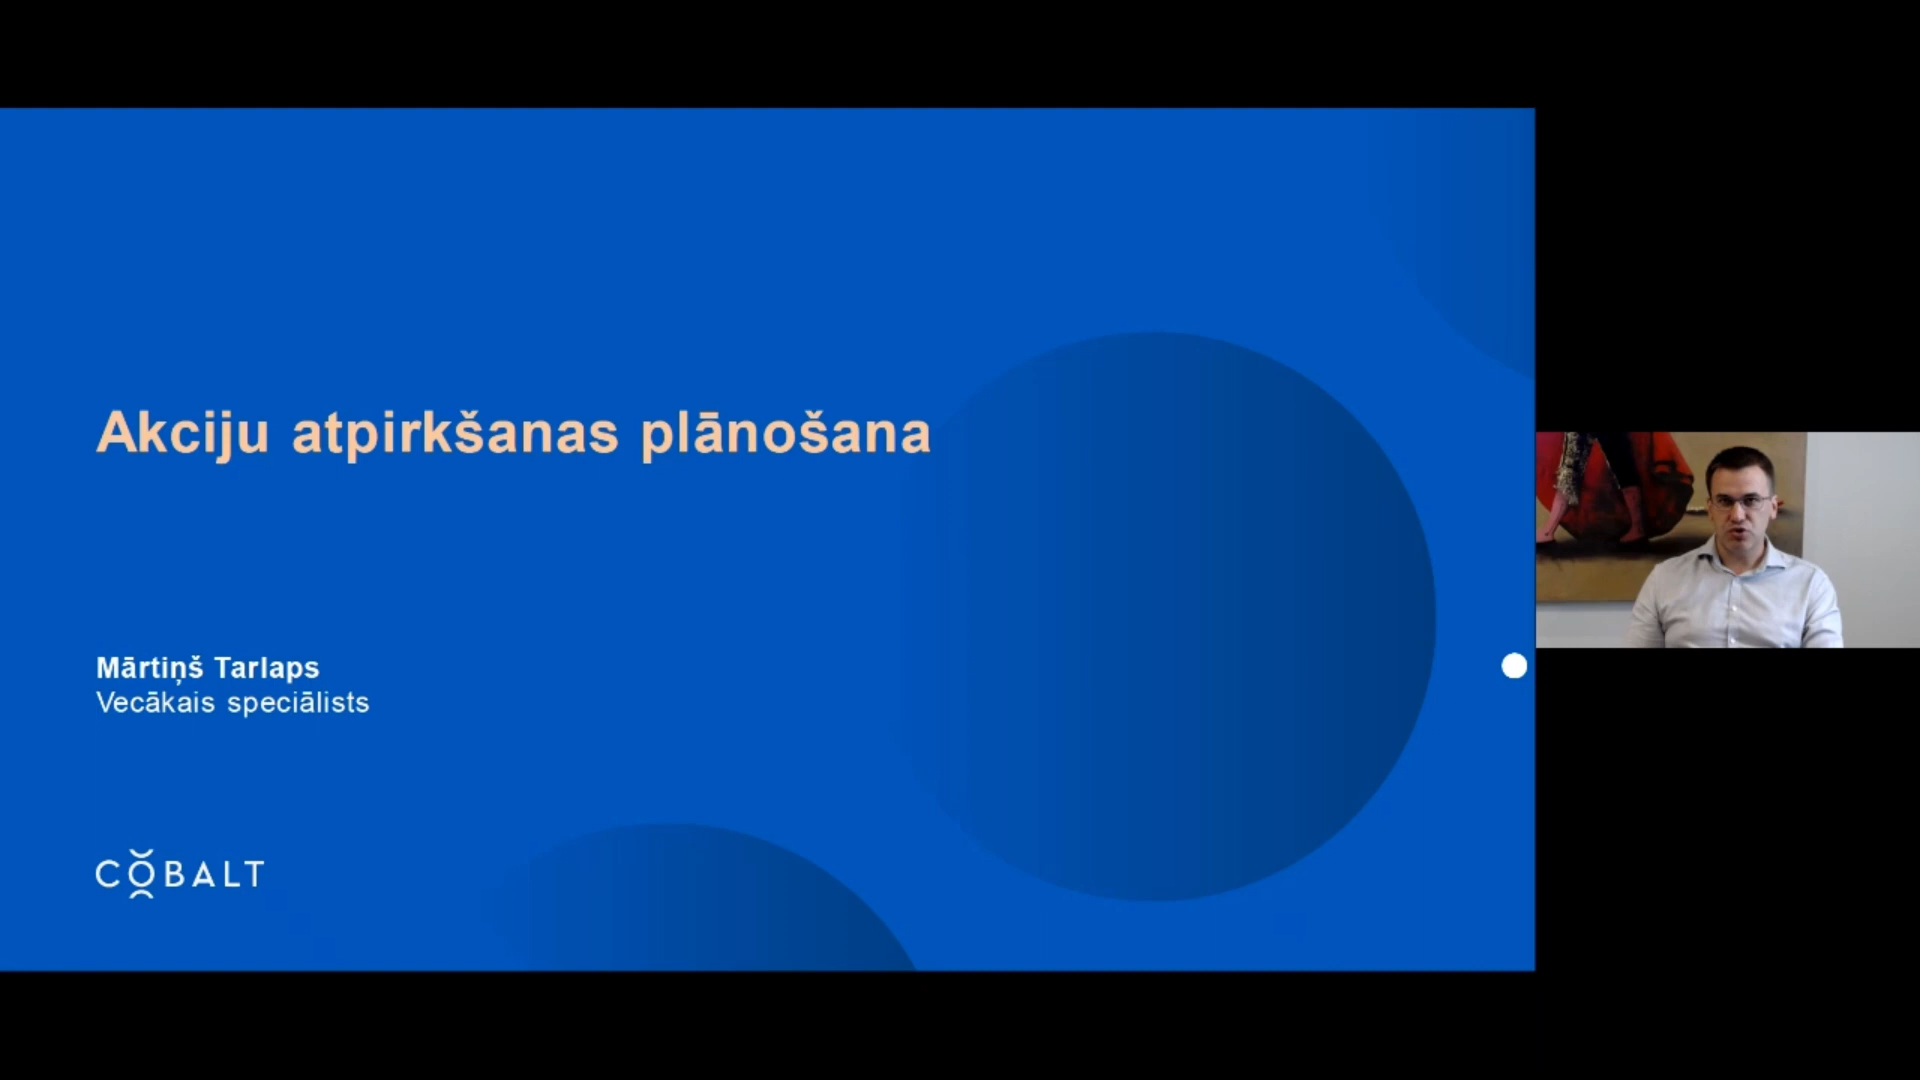 Akciju atpirkšanas plānošana
Mārtiņš Tarlaps
Vecākais speciālists
COBALT